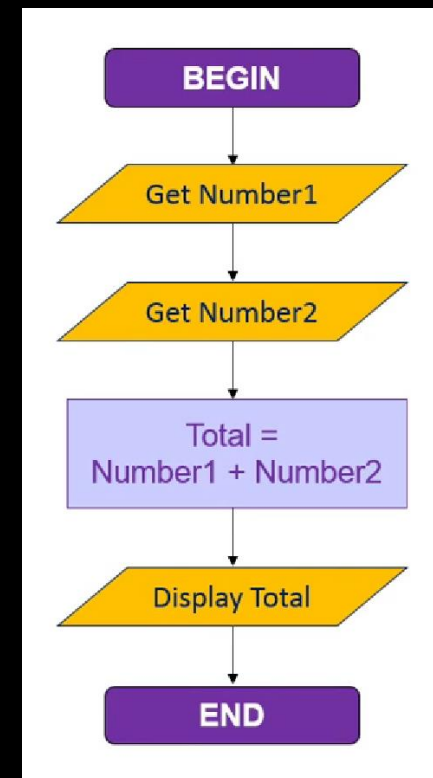 BEGIN
Get Number1
Get Number2
Total =
Number1 + Number2
Display Total
END